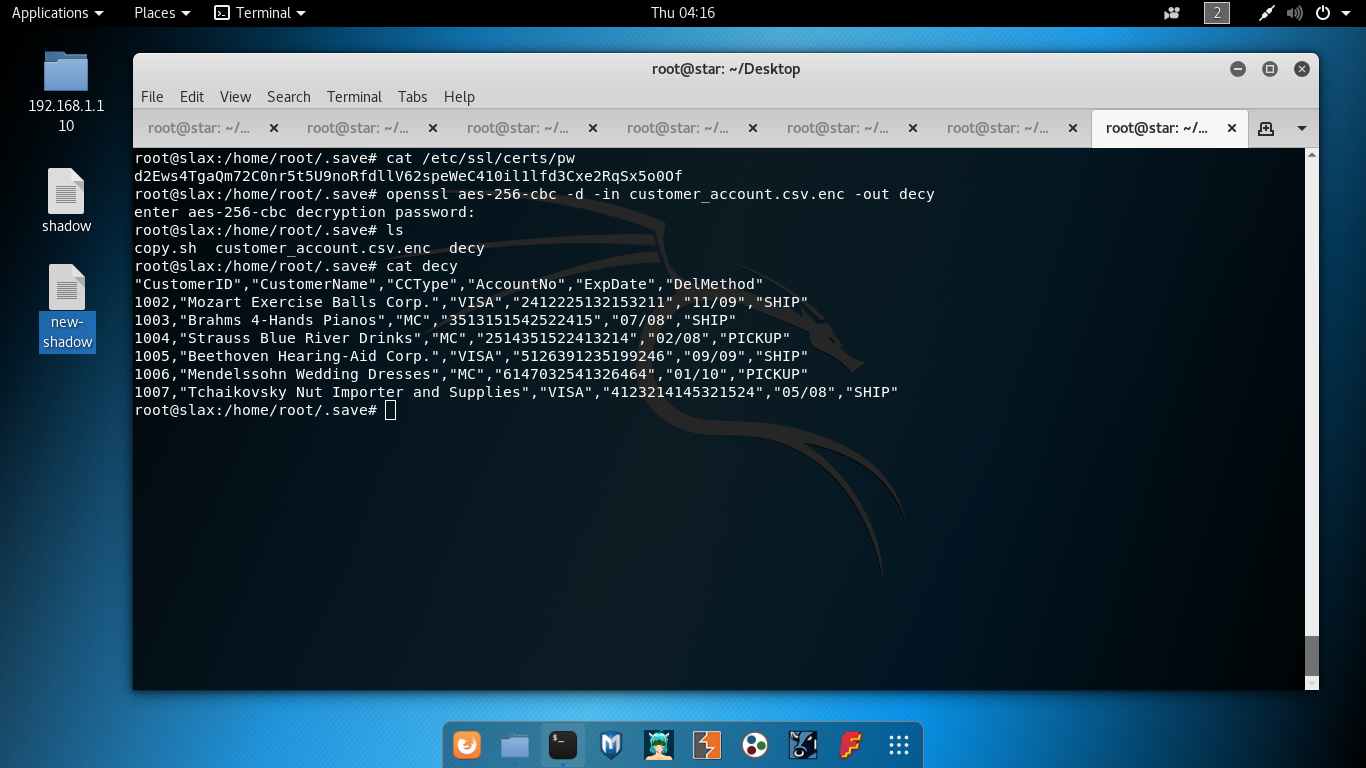 Applications Places Terminal Thu 04:16 2
192.168.1.1
10
shadow
new-
shadow
root@star: ~/Desktop
File Edit View Search Terminal Tabs Help
root@star: ~/... root@star: ~/... root@star: ~/... root@star: ~/... root@star: ~/... root@star: ~/... root@star: ~/...
root@slax:/home/root/.save# cat /etc/ssl/certs/pw
d2Ews4TgaQm72C0nr5t5U9noRfdllV62speWeC410il1lfd3Cxe2RqSx5o0Of
root@slax:/home/root/.save# openssl aes-256-cbc -d -in customer_account.csv.enc -out decy
enter aes-256-cbc decryption password:
root@slax:/home/root/.save# ls
copy.sh  customer_account.csv.enc  decy
root@slax:/home/root/.save# cat decy
"CustomerID","CustomerName","CCType","AccountNo","ExpDate","DelMethod"
1002,"Mozart Exercise Balls Corp.","VISA","2412225132153211","11/09","SHIP"
1003,"Brahms 4-Hands Pianos","MC","3513151542522415","07/08","SHIP"
1004,"Strauss Blue River Drinks","MC","2514351522413214","02/08","PICKUP"
1005,"Beethoven Hearing-Aid Corp.","VISA","5126391235199246","09/09","SHIP"
1006,"Mendelssohn Wedding Dresses","MC","6147032541326464","01/10","PICKUP"
1007,"Tchaikovsky Nut Importer and Supplies","VISA","4123214145321524","05/08","SHIP"
root@slax:/home/root/.save#